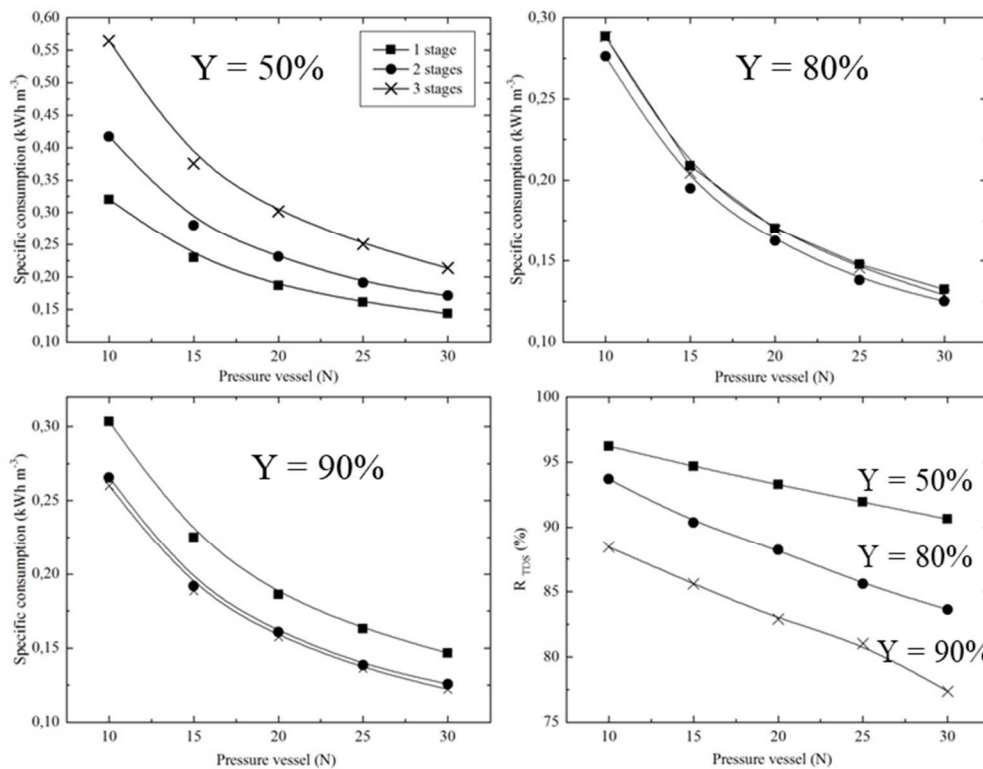 0,60
0,55
0,50
0,45
0,40
0,35
0,30
0,25
0,20
0,15
0,10
Specific consumption (kWh m⁻³)
Y = 50%
1 stage
2 stages
3 stages
10 15 20 25 30
Pressure vessel (N)
0,30
0,25
0,20
0,15
0,10
Specific consumption (kWh m⁻³)
Y = 80%
10 15 20 25 30
Pressure vessel (N)
0,30
0,25
0,20
0,15
0,10
Specific consumption (kWh m⁻³)
Y = 90%
10 15 20 25 30
Pressure vessel (N)
100
95
90
85
80
75
R TDS (%)
Y = 50%
Y = 80%
Y = 90%
10 15 20 25 30
Pressure vessel (N)